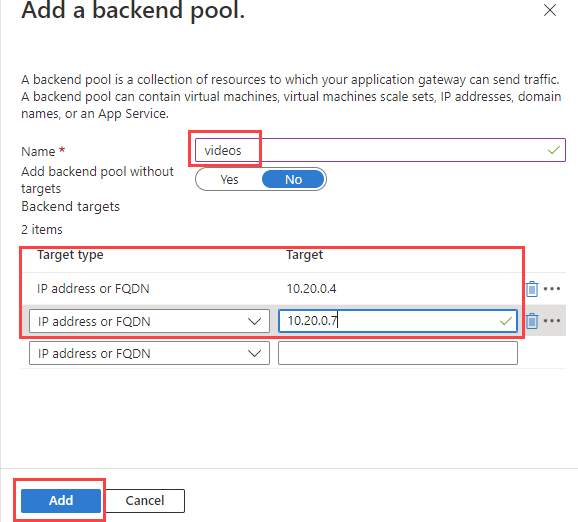 Add a backend pool.
A backend pool is a collection of resources to which your application gateway can send traffic.
A backend pool can contain virtual machines, virtual machines scale sets, IP addresses, domain
names, or an App Service.
Name * videos
Add backend pool without
targets Yes No
Backend targets
2 items
Target type Target
IP address or FQDN 10.20.0.4
IP address or FQDN 10.20.0.7
IP address or FQDN
Add Cancel